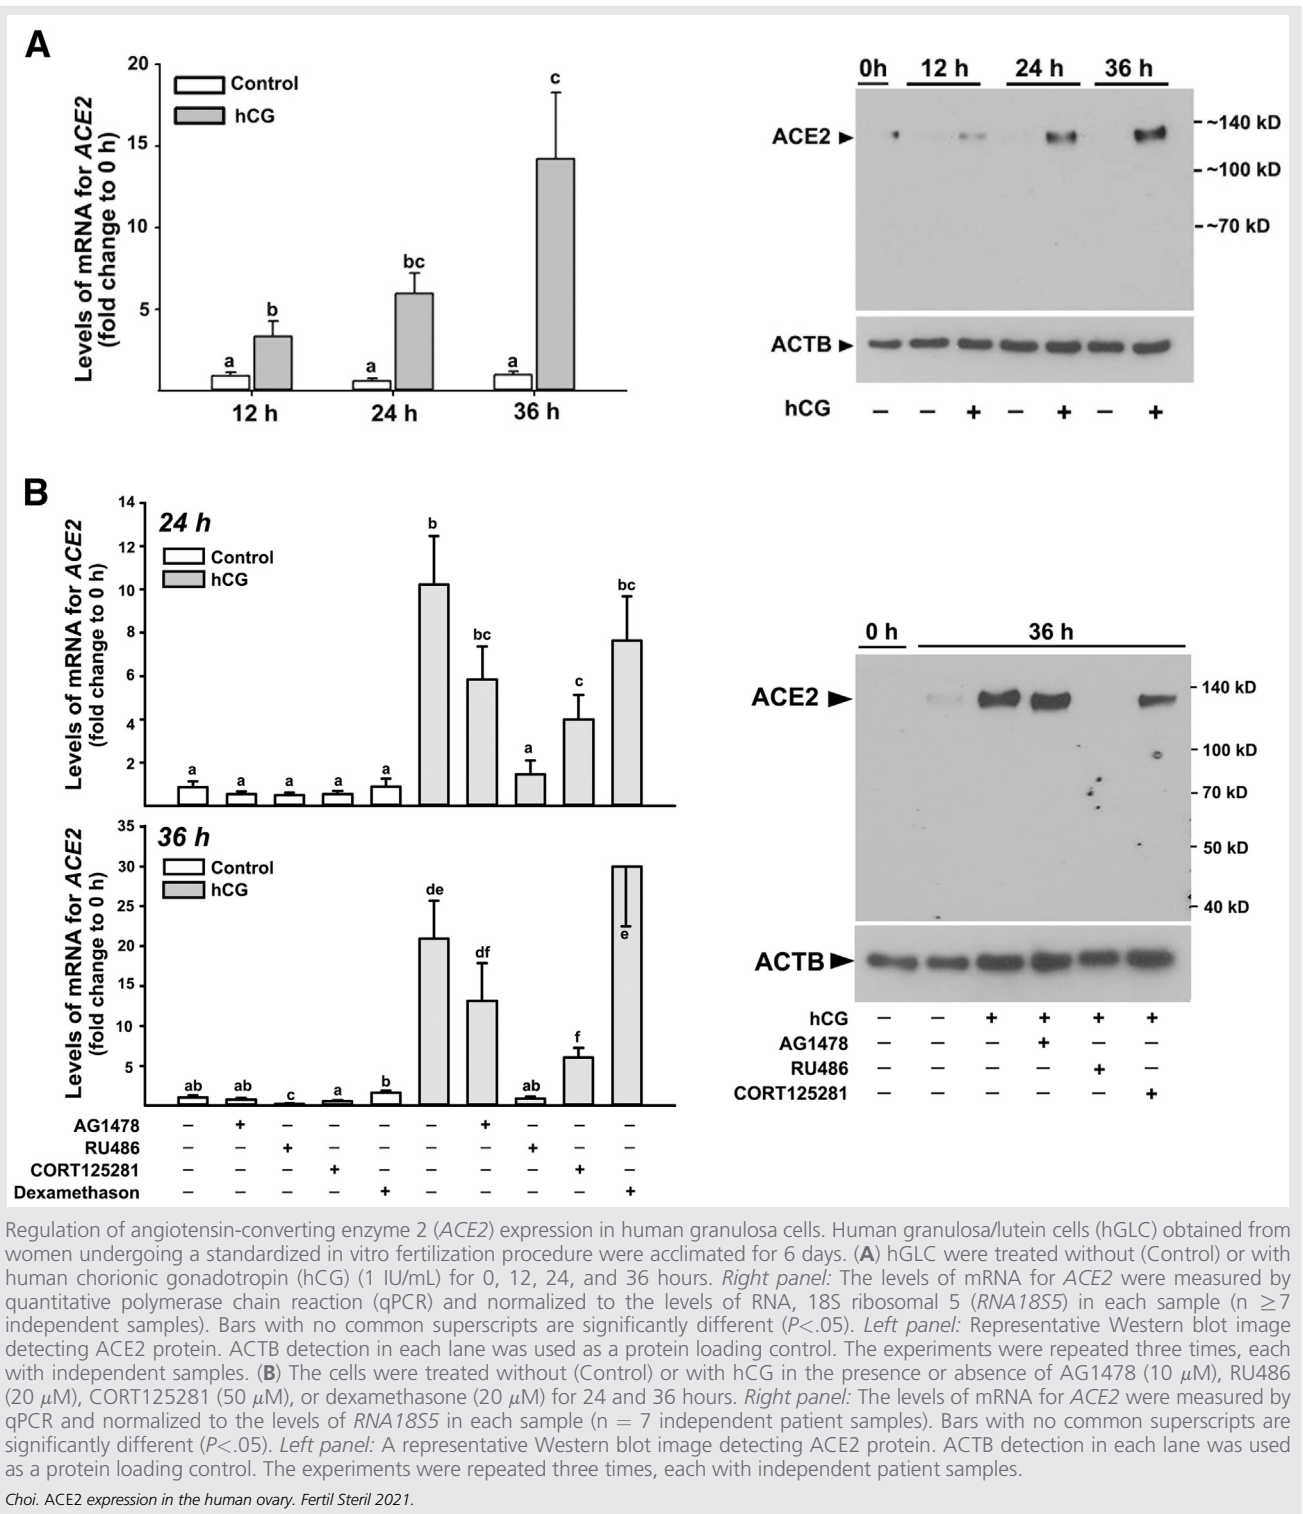 A
Levels of mRNA for ACE2
(fold change to 0 h)
20
15
10
5
Control
hCG
a
b
a
bc
a
c
12 h
24 h
36 h
0h 12 h 24 h 36 h
ACE2
~140 kD
~100 kD
~70 kD
ACTB
hCG − − + − + − +
B
Levels of mRNA for ACE2
(fold change to 0 h)
14
12
10
8
6
4
2
24 h
Control
hCG
a a a a a b bc a c bc
Levels of mRNA for ACE2
(fold change to 0 h)
35
30
25
20
15
10
5
36 h
Control
hCG
ab ab c a b de df ab f e
AG1478 − + − − − − + − − −
RU486 − − + − − − − + − −
CORT125281 − − − + − − − − + −
Dexamethason − − − − + − − − − +
0 h 36 h
ACE2
140 kD
100 kD
70 kD
50 kD
40 kD
ACTB
hCG − − + + + +
AG1478 − − − + − −
RU486 − − − − + −
CORT125281 − − − − − +
Regulation of angiotensin-converting enzyme 2 (ACE2) expression in human granulosa cells. Human granulosa/lutein cells (hGLC) obtained from
women undergoing a standardized in vitro fertilization procedure were acclimated for 6 days. (A) hGLC were treated without (Control) or with
human chorionic gonadotropin (hCG) (1 IU/mL) for 0, 12, 24, and 36 hours. Right panel: The levels of mRNA for ACE2 were measured by
quantitative polymerase chain reaction (qPCR) and normalized to the levels of RNA, 18S ribosomal 5 (RNA18S5) in each sample (n ≥7
independent samples). Bars with no common superscripts are significantly different (P<.05). Left panel: Representative Western blot image
detecting ACE2 protein. ACTB detection in each lane was used as a protein loading control. The experiments were repeated three times, each
with independent samples. (B) The cells were treated without (Control) or with hCG in the presence or absence of AG1478 (10 μM), RU486
(20 μM), CORT125281 (50 μM), or dexamethasone (20 μM) for 24 and 36 hours. Right panel: The levels of mRNA for ACE2 were measured by
qPCR and normalized to the levels of RNA18S5 in each sample (n = 7 independent patient samples). Bars with no common superscripts are
significantly different (P<.05). Left panel: A representative Western blot image detecting ACE2 protein. ACTB detection in each lane was used
as a protein loading control. The experiments were repeated three times, each with independent patient samples.
Choi. ACE2 expression in the human ovary. Fertil Steril 2021.